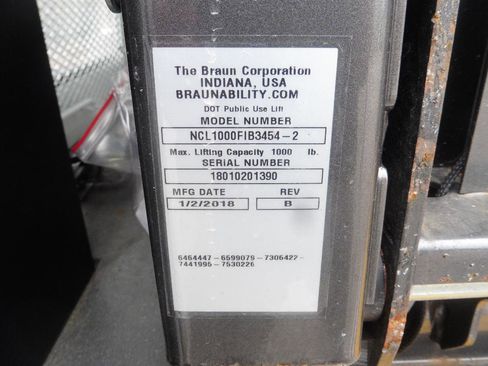 The Braun Corporation
INDIANA, USA
BRAUNABILITY.COM
DOT Public Use Lift
MODEL NUMBER
NCL1000FIB3454-2
Max. Lifting Capacity 1000 lb.
SERIAL NUMBER
18010201390
MFG DATE REV
1/2/2018 B
6464447-6599079-7306422-
7441995-7530226